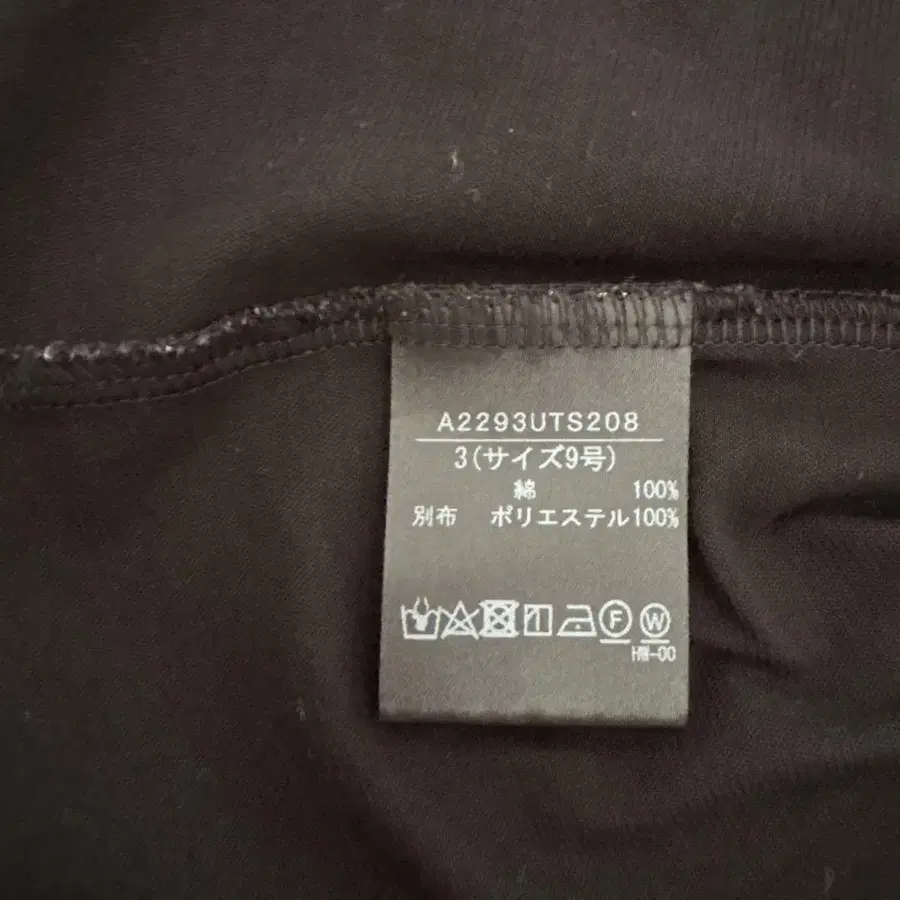 A2293UTS208
3(サイズ9号)
綿 100%
別布 ポリエステル100%
F W
HW-00